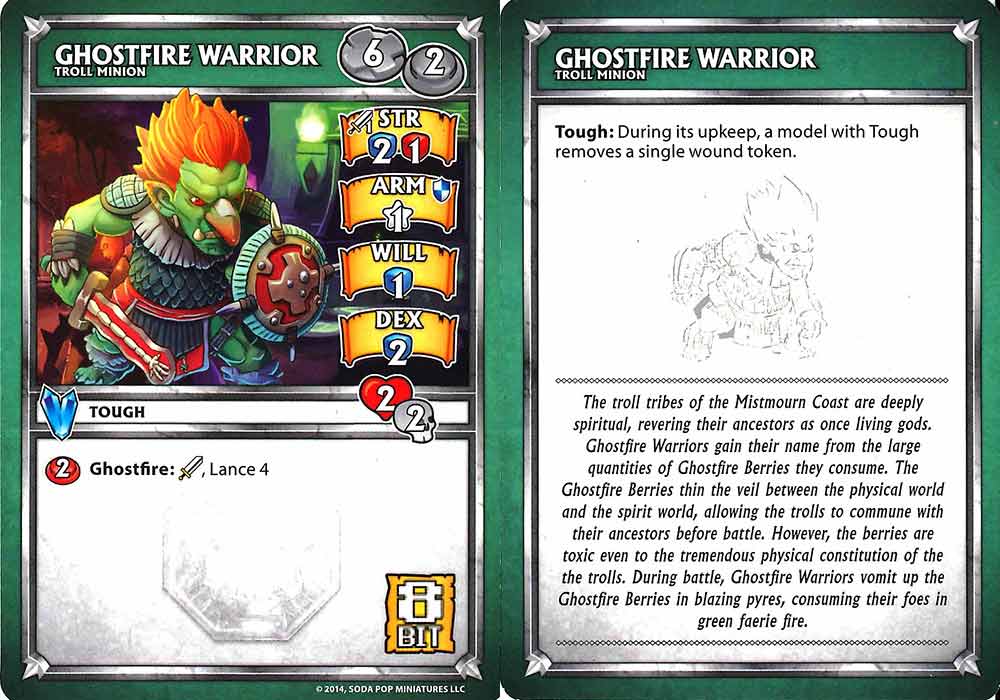 GHOSTFIRE WARRIOR
TROLL MINION
6 2
STR
2 1
ARM
1
WILL
1
DEX
2
TOUGH
2
2
2 Ghostfire: , Lance 4
8
BIT
© 2014, SODA POP MINIATURES LLC
GHOSTFIRE WARRIOR
TROLL MINION
Tough: During its upkeep, a model with Tough
removes a single wound token.
The troll tribes of the Mistmourn Coast are deeply
spiritual, revering their ancestors as once living gods.
Ghostfire Warriors gain their name from the large
quantities of Ghostfire Berries they consume. The
Ghostfire Berries thin the veil between the physical world
and the spirit world, allowing the trolls to commune with
their ancestors before battle. However, the berries are
toxic even to the tremendous physical constitution of the
the trolls. During battle, Ghostfire Warriors vomit up the
Ghostfire Berries in blazing pyres, consuming their foes in
green faerie fire.